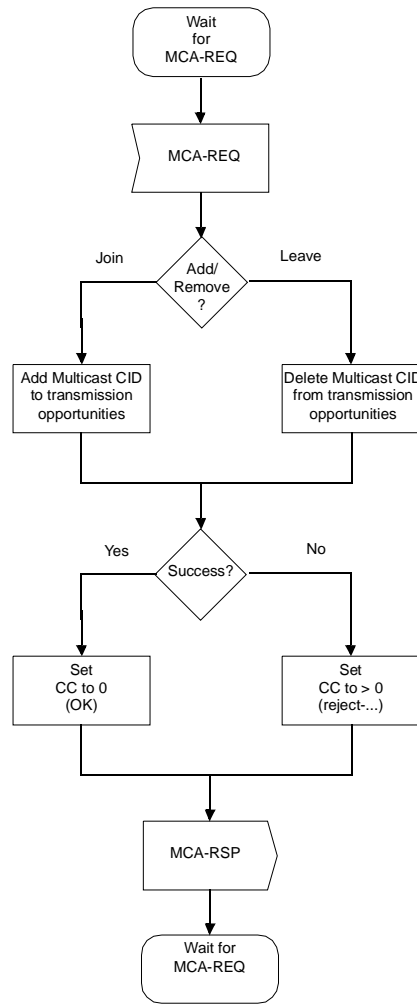 Wait
for
MCA-REQ
MCA-REQ
Join
Add/
Remove
?
Leave
Add Multicast CID
to transmission
opportunities
Delete Multicast CID
from transmission
opportunities
Yes
Success?
No
Set
CC to 0
(OK)
Set
CC to > 0
(reject-...)
MCA-RSP
Wait for
MCA-REQ